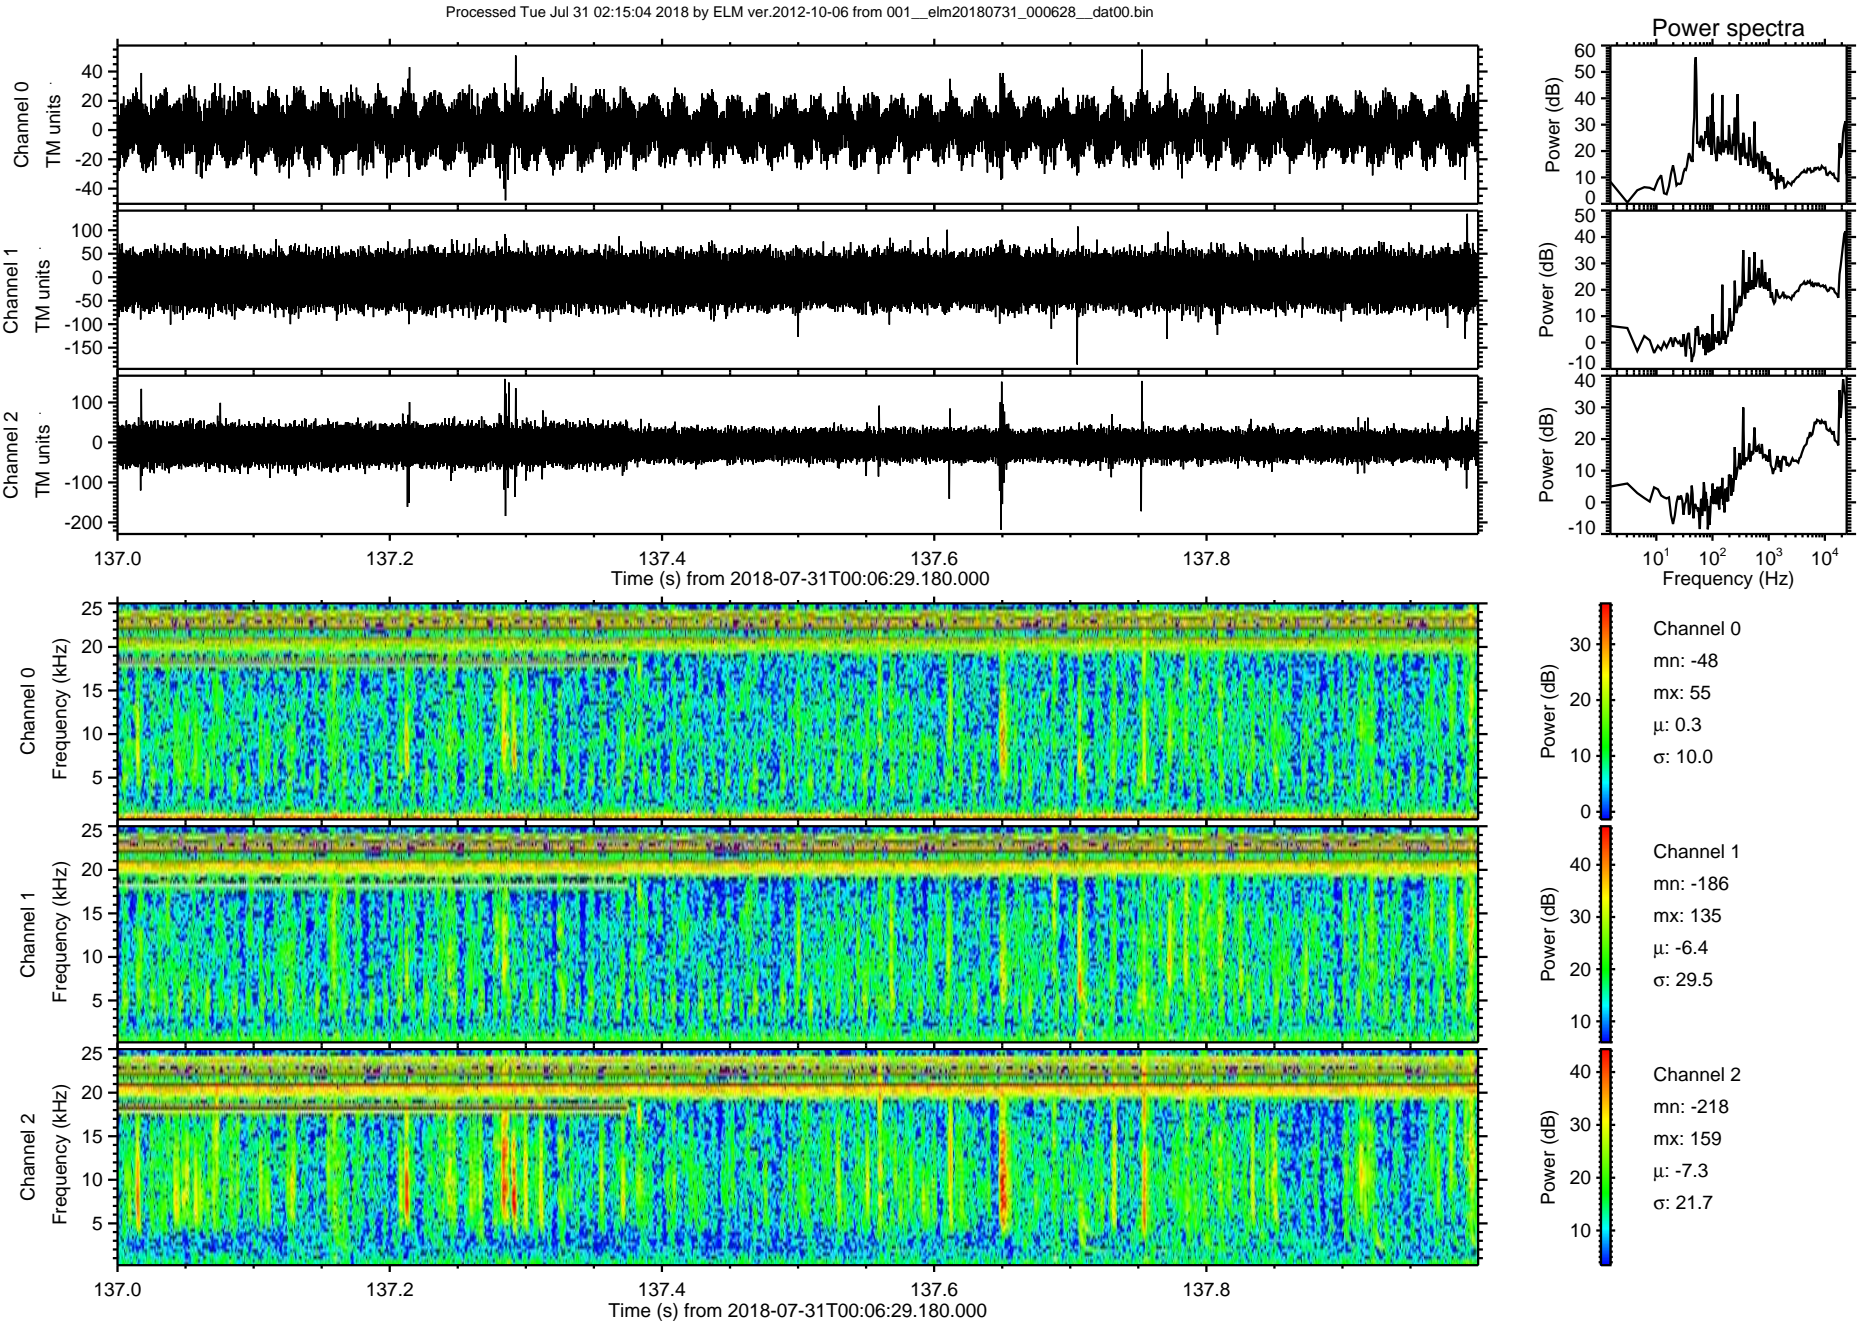 Processed Tue Jul 31 02:15:04 2018 by ELM ver.2012-10-06 from 001__elm20180731_000628__dat00.bin
Power spectra
Channel 0
TM units
40
20
0
-20
-40
Power (dB)
60
50
40
30
20
10
0
Channel 1
TM units
100
50
0
-50
-100
-150
Power (dB)
50
40
30
20
10
0
-10
Channel 2
TM units
100
0
-100
-200
Power (dB)
40
30
20
10
0
-10
137.0 137.2 137.4 137.6 137.8
Time (s) from 2018-07-31T00:06:29.180.000
10^1 10^2 10^3 10^4
Frequency (Hz)
Channel 0
Frequency (kHz)
25
20
15
10
5
Power (dB)
30
20
10
0
Channel 0
mn: -48
mx: 55
μ: 0.3
σ: 10.0
Channel 1
Frequency (kHz)
25
20
15
10
5
Power (dB)
40
30
20
10
Channel 1
mn: -186
mx: 135
μ: -6.4
σ: 29.5
Channel 2
Frequency (kHz)
25
20
15
10
5
Power (dB)
40
30
20
10
Channel 2
mn: -218
mx: 159
μ: -7.3
σ: 21.7
137.0 137.2 137.4 137.6 137.8
Time (s) from 2018-07-31T00:06:29.180.000